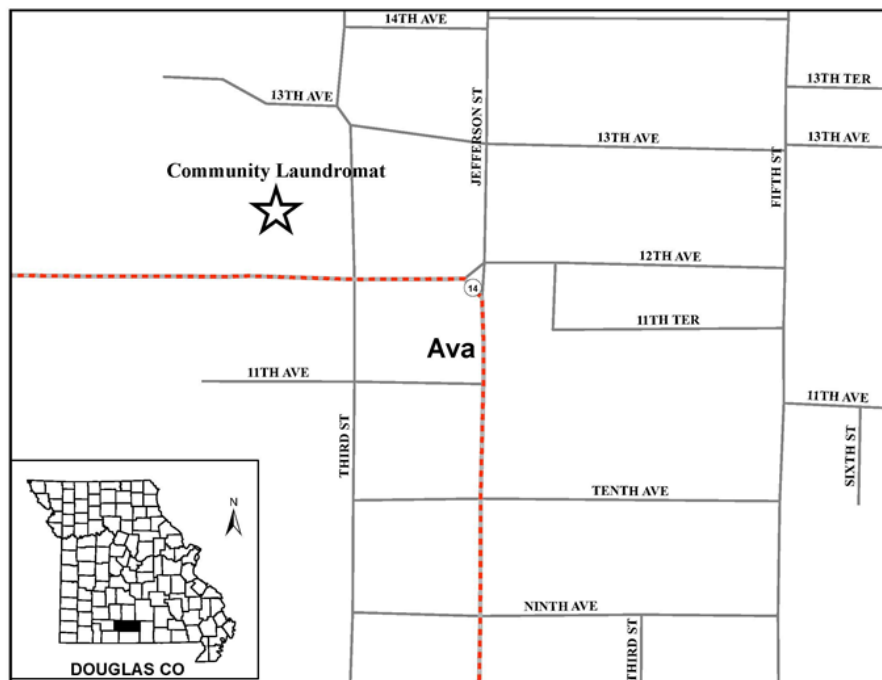 14TH AVE
13TH TER
13TH AVE
JEFFERSON ST
13TH AVE
13TH AVE
FIFTH ST
Community Laundromat
12TH AVE
14
11TH TER
Ava
11TH AVE
11TH AVE
THIRD ST
SIXTH ST
TENTH AVE
N
NINTH AVE
THIRD ST
DOUGLAS CO